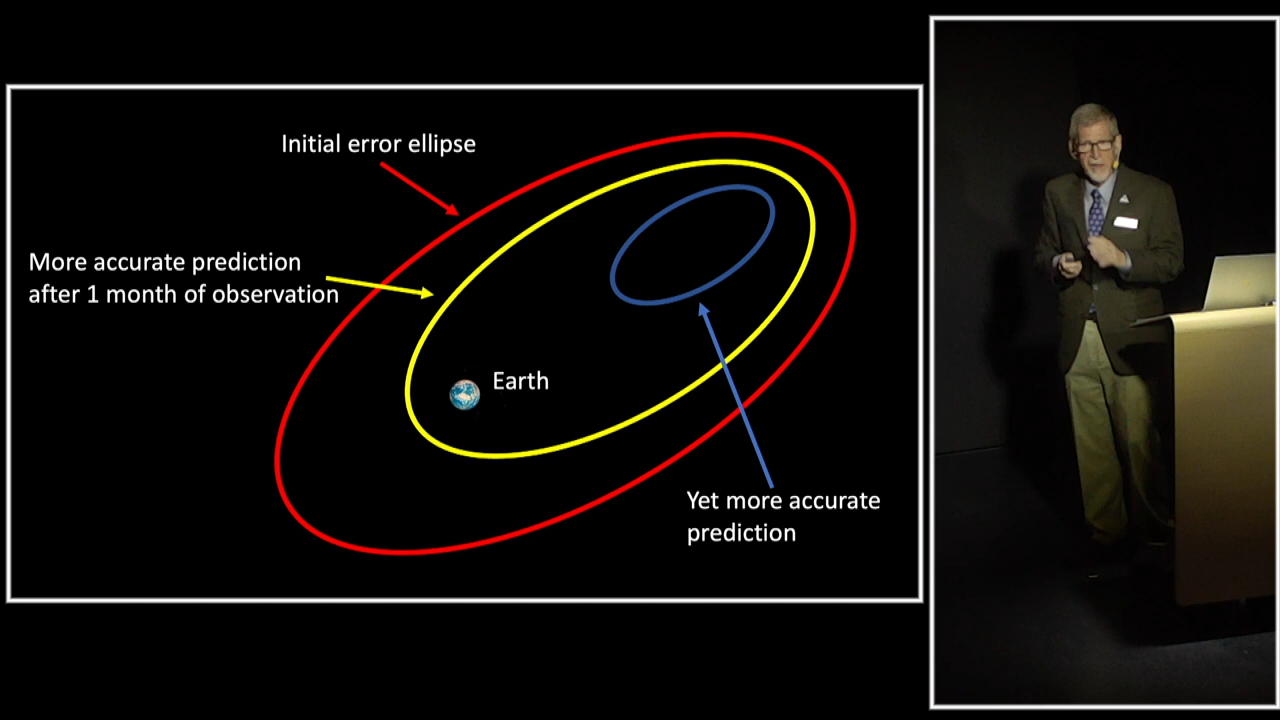 Initial error ellipse
More accurate prediction
after 1 month of observation
Earth
Yet more accurate
prediction